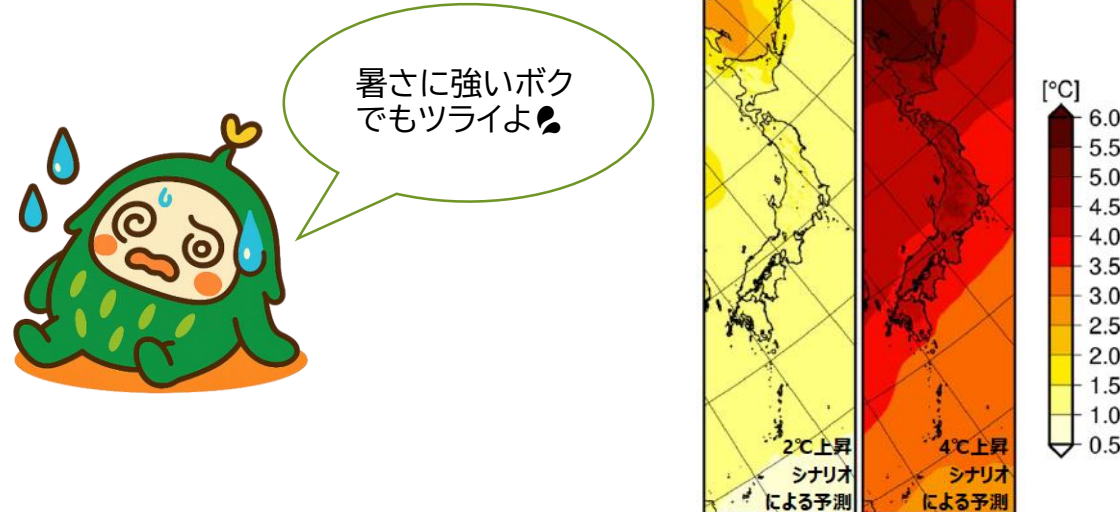 暑さに強いボク
でもツライよ
[°C]
6.0
5.5
5.0
4.5
4.0
3.5
3.0
2.5
2.0
1.5
1.0
0.5
2℃上昇
シナリオ
による予測
4℃上昇
シナリオ
による予測